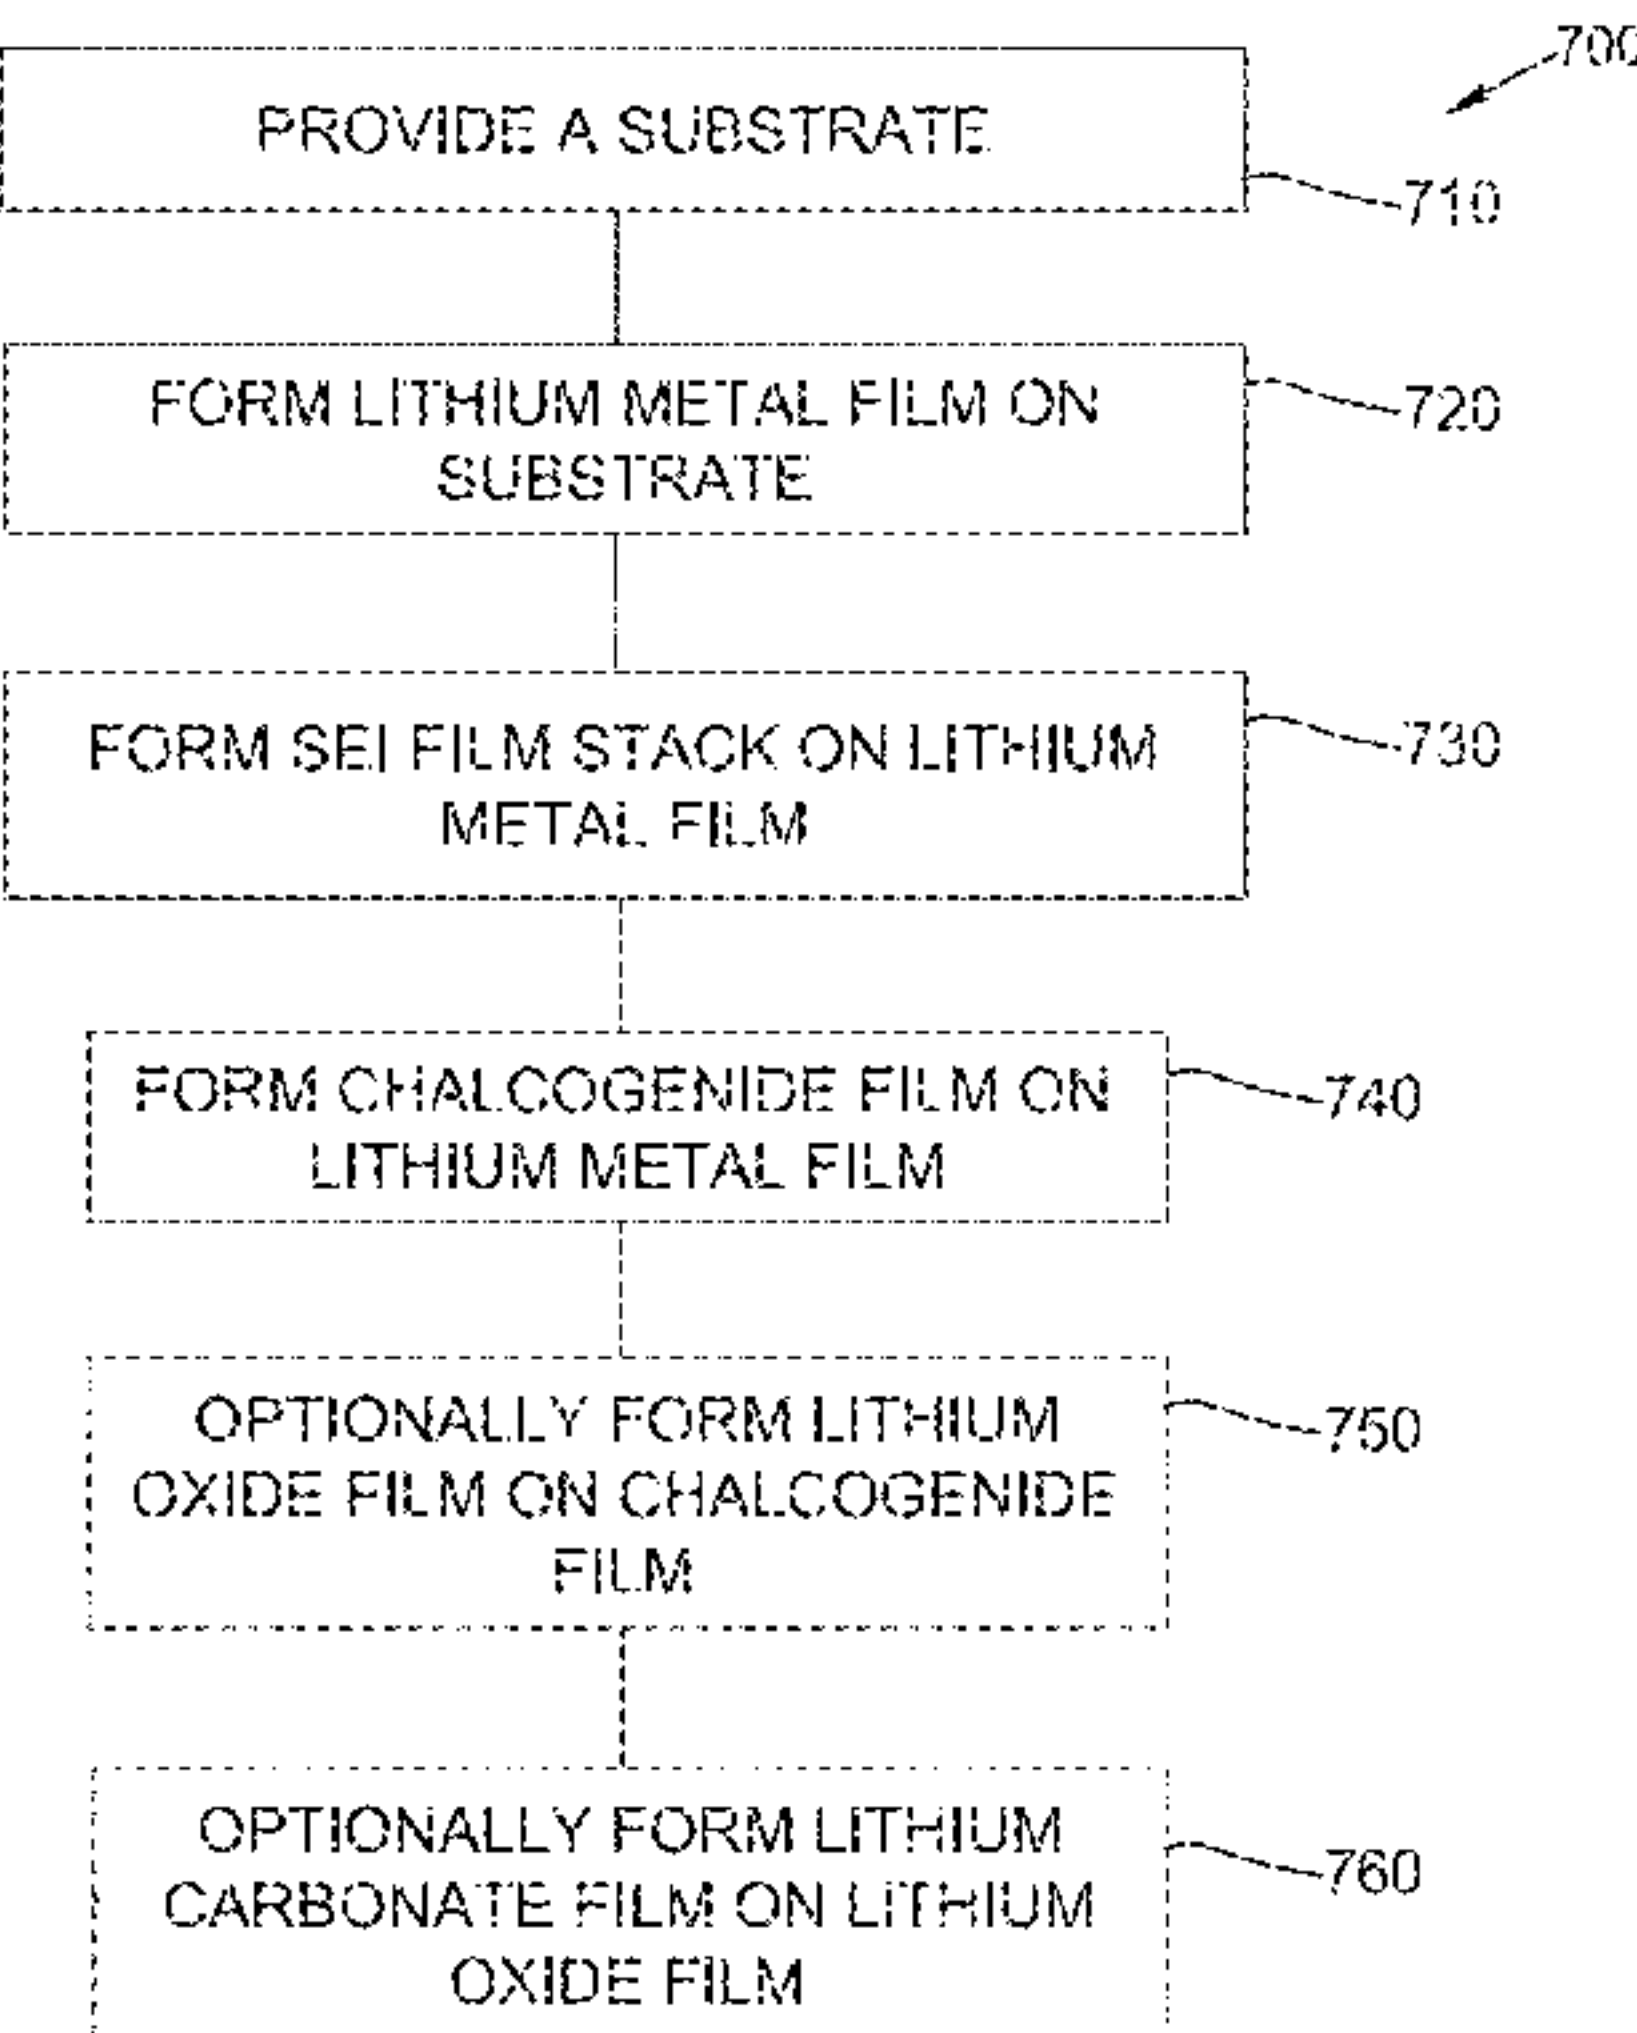 700
PROVIDE A SUBSTRATE
710
FORM LITHIUM METAL FILM ON
SUBSTRATE
720
FORM SEI FILM STACK ON LITHIUM
METAL FILM
730
FORM CHALCOGENIDE FILM ON
LITHIUM METAL FILM
740
OPTIONALLY FORM LITHIUM
OXIDE FILM ON CHALCOGENIDE
FILM
750
OPTIONALLY FORM LITHIUM
CARBONATE FILM ON LITHIUM
OXIDE FILM
760